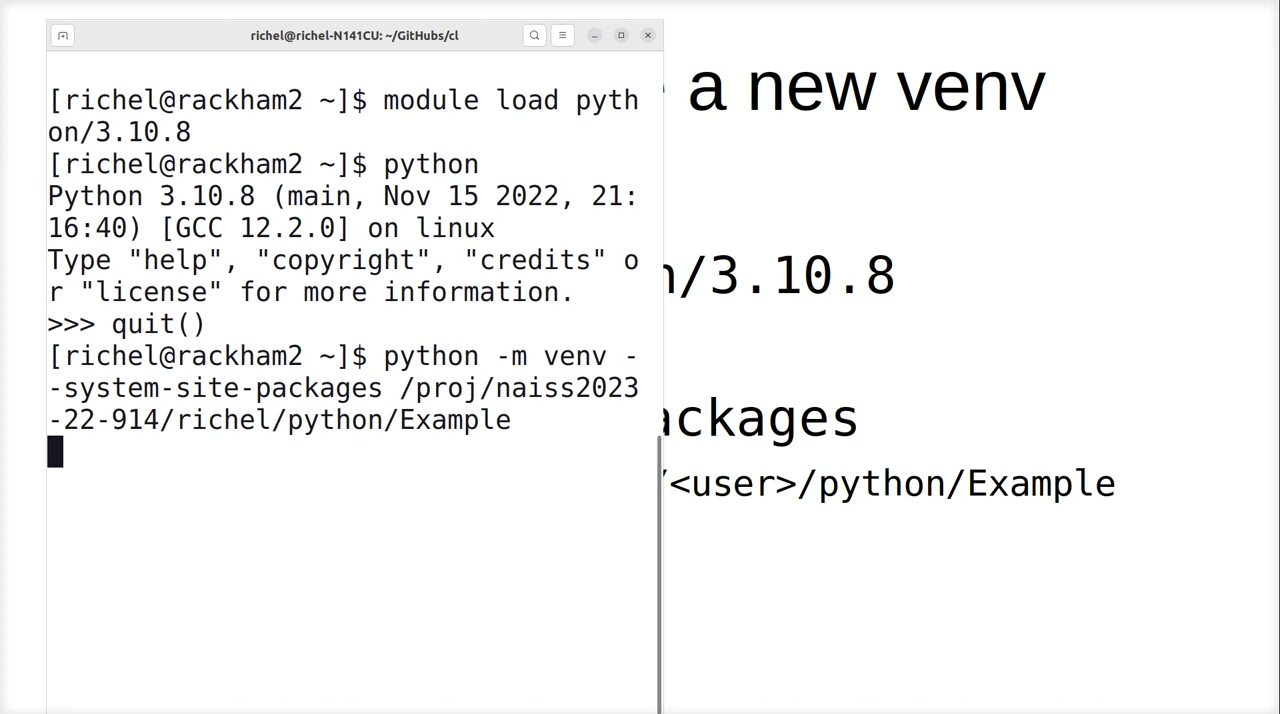 richel@richel-N141CU: ~/GitHubs/cl
[richel@rackham2 ~]$ module load pyth
on/3.10.8
[richel@rackham2 ~]$ python
Python 3.10.8 (main, Nov 15 2022, 21:
16:40) [GCC 12.2.0] on linux
Type "help", "copyright", "credits" o
r "license" for more information.
>>> quit()
[richel@rackham2 ~]$ python -m venv -
-system-site-packages /proj/naiss2023
-22-914/richel/python/Example
a new venv
n/3.10.8
ackages
/<user>/python/Example